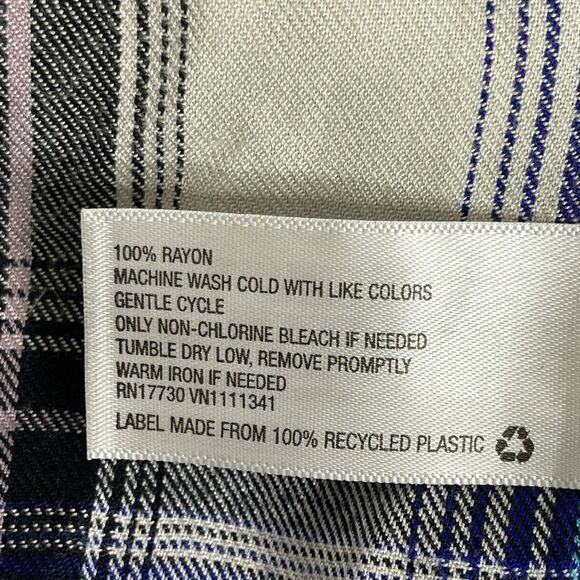 100% RAYON
MACHINE WASH COLD WITH LIKE COLORS
GENTLE CYCLE
ONLY NON-CHLORINE BLEACH IF NEEDED
TUMBLE DRY LOW, REMOVE PROMPTLY
WARM IRON IF NEEDED
RN17730 VN1111341
LABEL MADE FROM 100% RECYCLED PLASTIC